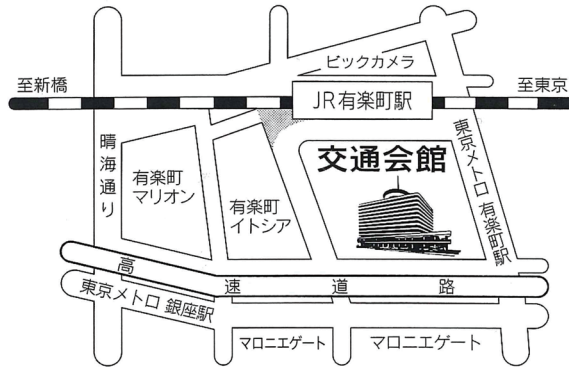 ビックカメラ
至新橋
至東京
JR有楽町駅
晴海通り
有楽町
マリオン
有楽町
イトシア
交通会館
東京メトロ 有楽町駅
高速道路
東京メトロ 銀座駅
マロニエゲート
マロニエゲート